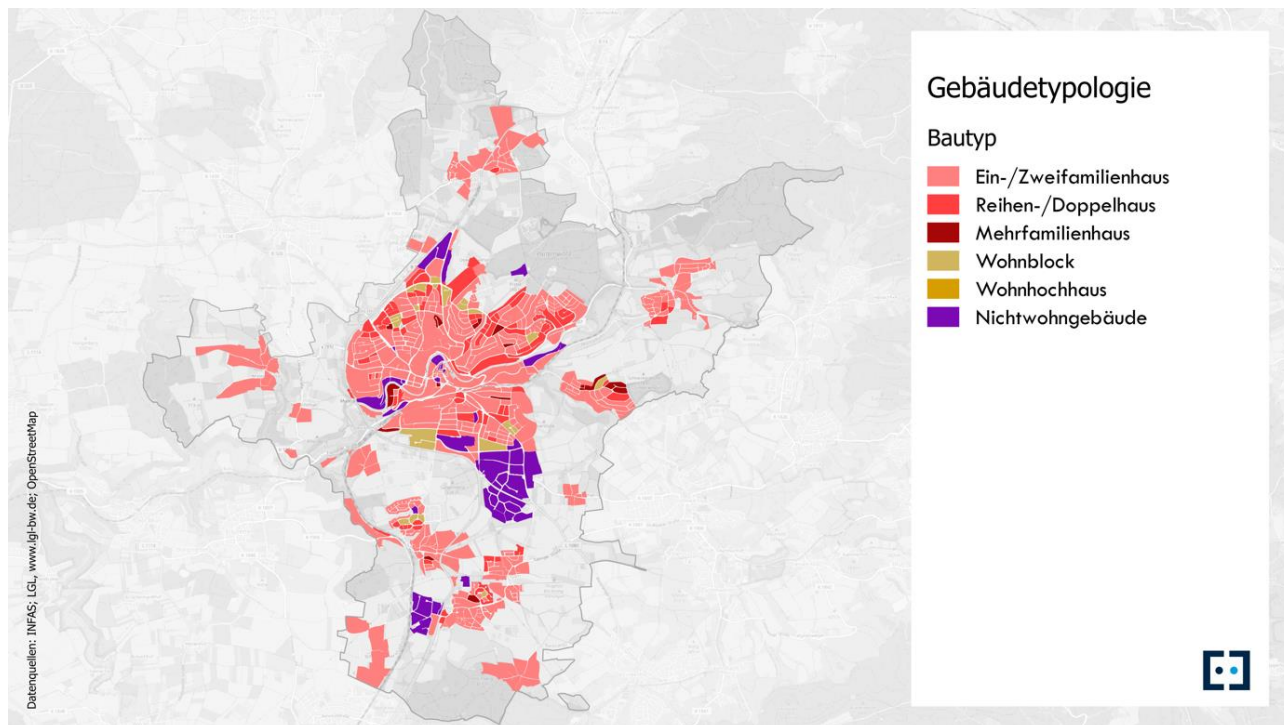 Gebäudetypologie
Bautyp
Ein-/Zweifamilienhaus
Reihen-/Doppelhaus
Mehrfamilienhaus
Wohnblock
Wohnhochhaus
Nichtwohngebäude
Datenquellen: INFAS; LGL, www.lgl-bw.de; OpenStreetMap